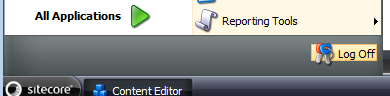 All Applications
Reporting Tools
Log Off
sitecore
Content Editor